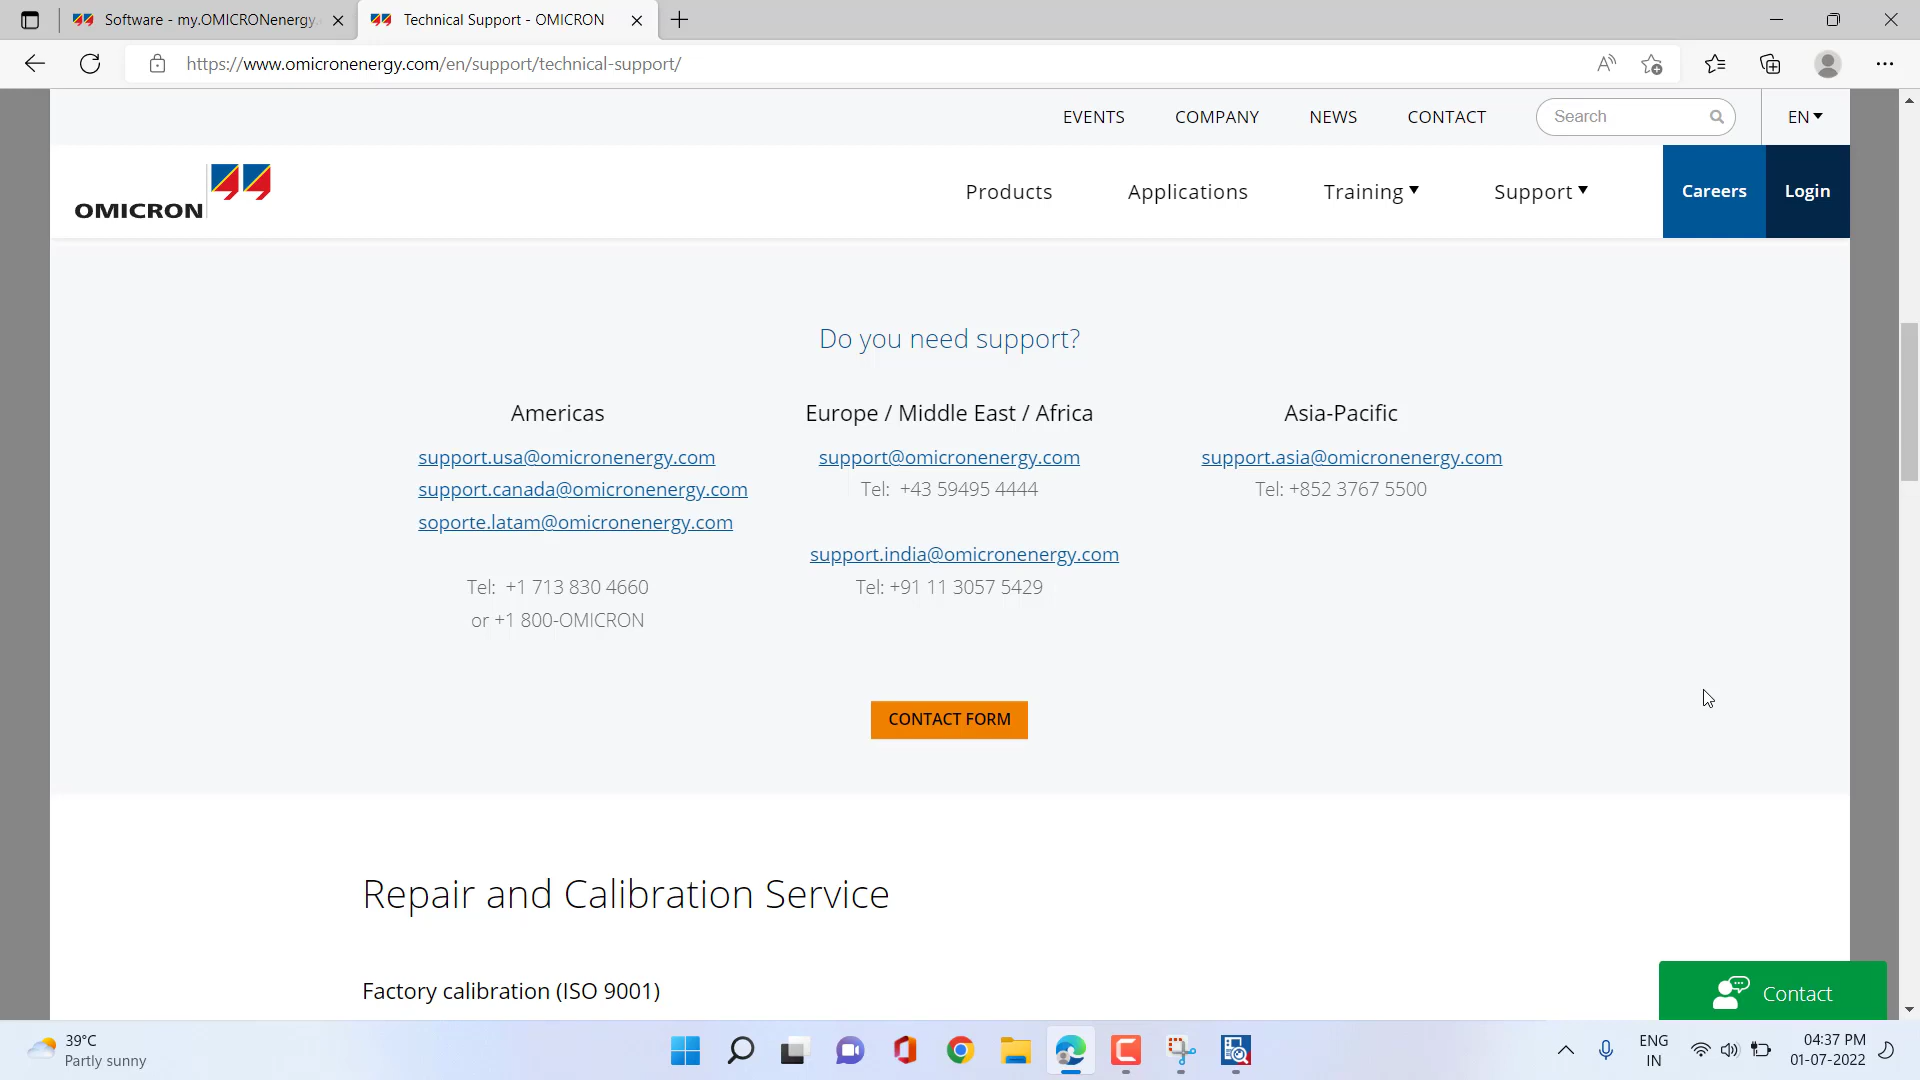 Software - my.OMICRONenergy.
Technical Support - OMICRON
https://www.omicronenergy.com/en/support/technical-support/
EVENTS
COMPANY
NEWS
CONTACT
Search
EN
OMICRON
Products
Applications
Training
Support
Careers
Login
Do you need support?
Americas
support.usa@omicronenergy.com
support.canada@omicronenergy.com
soporte.latam@omicronenergy.com
Tel: +1 713 830 4660
or +1 800-OMICRON
Europe / Middle East / Africa
support@omicronenergy.com
Tel: +43 59495 4444
support.india@omicronenergy.com
Tel: +91 11 3057 5429
Asia-Pacific
support.asia@omicronenergy.com
Tel: +852 3767 5500
CONTACT FORM
Repair and Calibration Service
Factory calibration (ISO 9001)
Contact
39°C
Partly sunny
ENG
IN
04:37 PM
01-07-2022